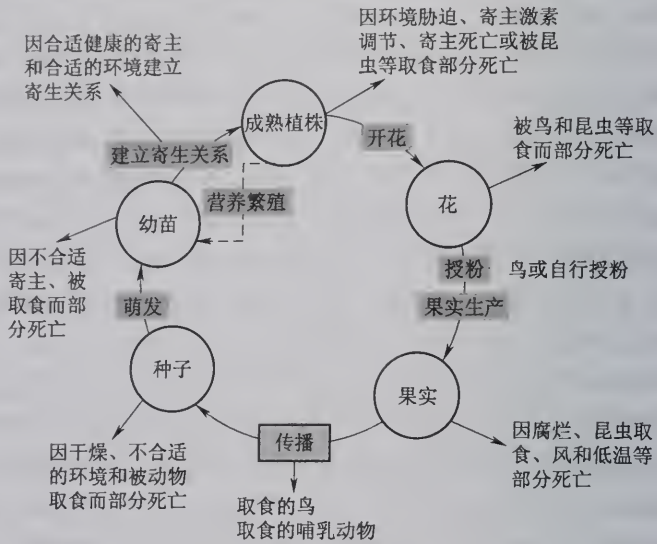 因合适健康的寄主
和合适的环境建立
寄生关系
因环境胁迫、寄主激素
调节、寄主死亡或被昆
虫等取食部分死亡
成熟植株
开花
被鸟和昆虫等取
食而部分死亡
建立寄生关系
营养繁殖
幼苗
花
因不合适
寄主、被
取食而部
分死亡
授粉 鸟或自行授粉
果实生产
萌发
种子
果实
传播
因干燥、不合适
的环境和被动物
取食而部分死亡
因腐烂、昆虫取
食、风和低温等
部分死亡
取食的鸟
取食的哺乳动物